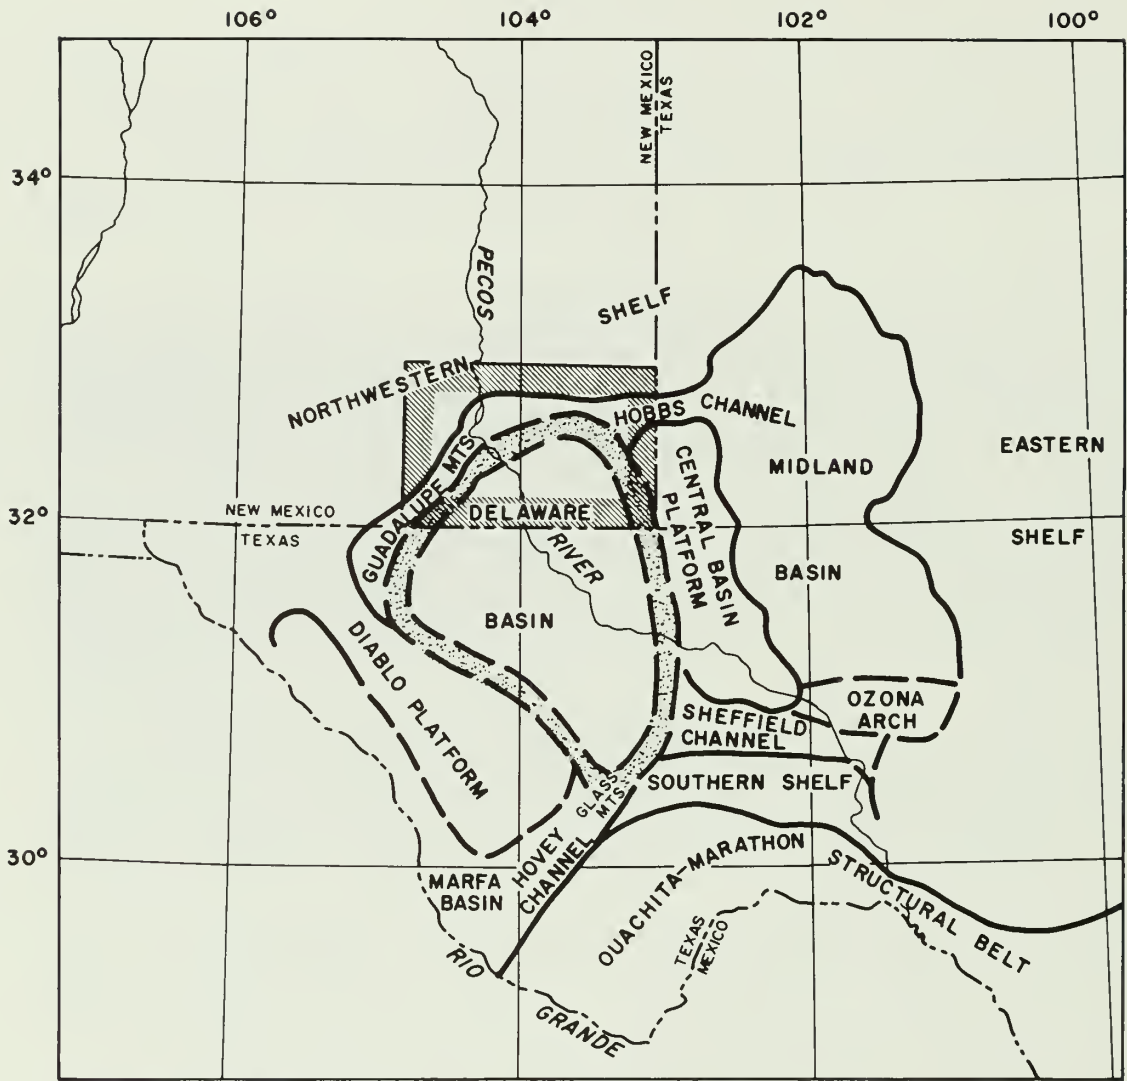 106°
104°
102°
100°
NEW MEXICO
TEXAS
34°
PECOS
SHELF
NORTHWESTERN
HOBBS CHANNEL
EASTERN
GUADALUPE MTS
CENTRAL BASIN
PLATFORM
MIDLAND
32°
NEW MEXICO
TEXAS
DELAWARE
SHELF
RIVER
BASIN
BASIN
DIABLO PLATFORM
OZONA
ARCH
SHEFFIELD
CHANNEL
GLASS
MTS
SOUTHERN SHELF
30°
HOVEY
CHANNEL
MARFA
BASIN
OUACHITA-MARATHON
STRUCTURAL BELT
TEXAS
MEXICO
RIO
GRANDE